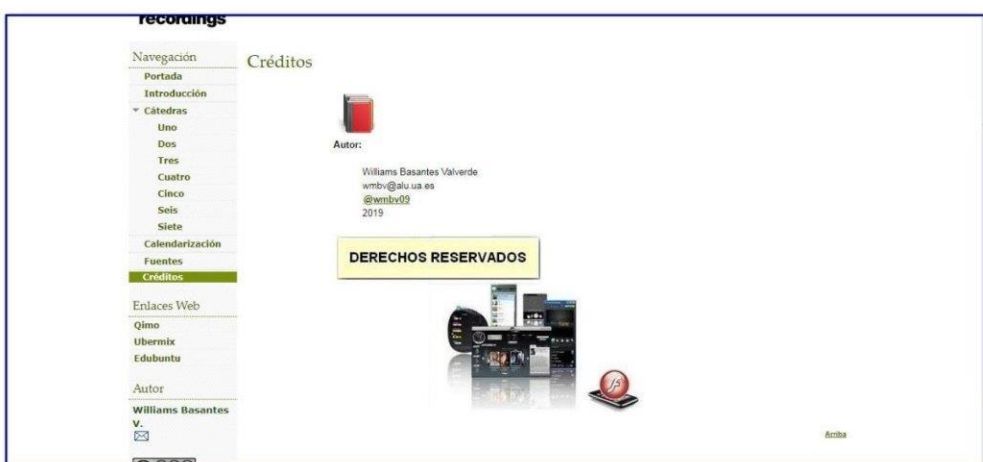 recordings
Navegación
Portada
Introducción
Cátedras
Uno
Dos
Tres
Cuatro
Cinco
Seis
Siete
Calendarización
Fuentes
Créditos
Enlaces Web
Qimo
Ubermix
Edubuntu
Autor
Williams Basantes
V.
Créditos
Autor:
Williams Basantes Valverde
wmbv@alu.ua.es
@wmbv09
2019
DERECHOS RESERVADOS
Arriba